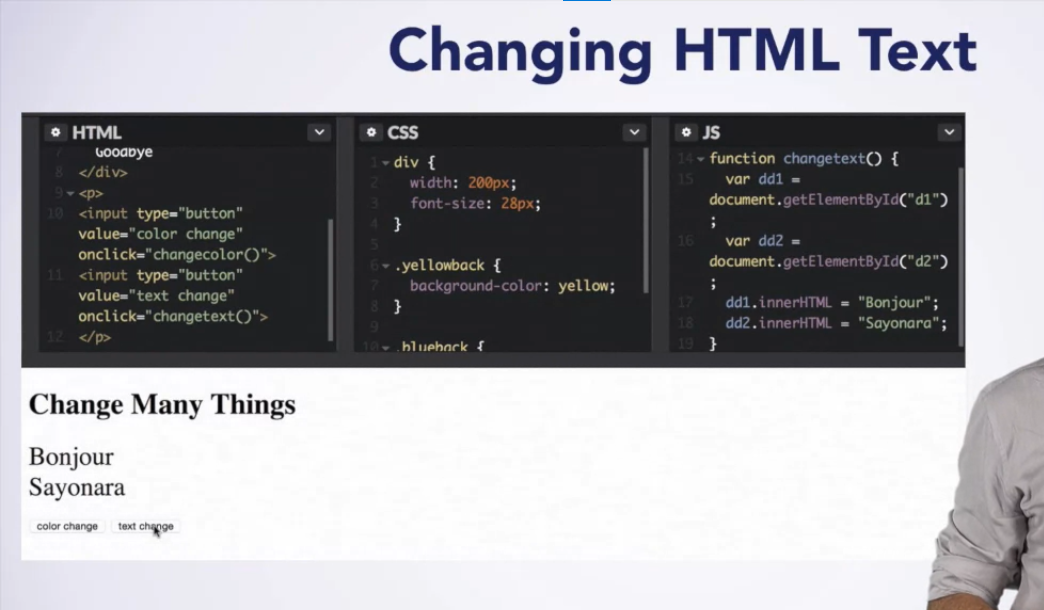 Changing HTML Text
HTML
7 Goodbye
8 </div>
9 <p>
10 <input type="button"
value="color change"
onclick="changecolor()">
11 <input type="button"
value="text change"
onclick="changetext()">
12 </p>
CSS
1 div {
2 width: 200px;
3 font-size: 28px;
4 }
5
6 .yellowback {
7 background-color: yellow;
8 }
9
10 .blueback {
JS
14 function changetext() {
15 var dd1 =
document.getElementById("d1")
;
16 var dd2 =
document.getElementById("d2")
;
17 dd1.innerHTML = "Bonjour";
18 dd2.innerHTML = "Sayonara";
19 }
Change Many Things
Bonjour
Sayonara
color change text change